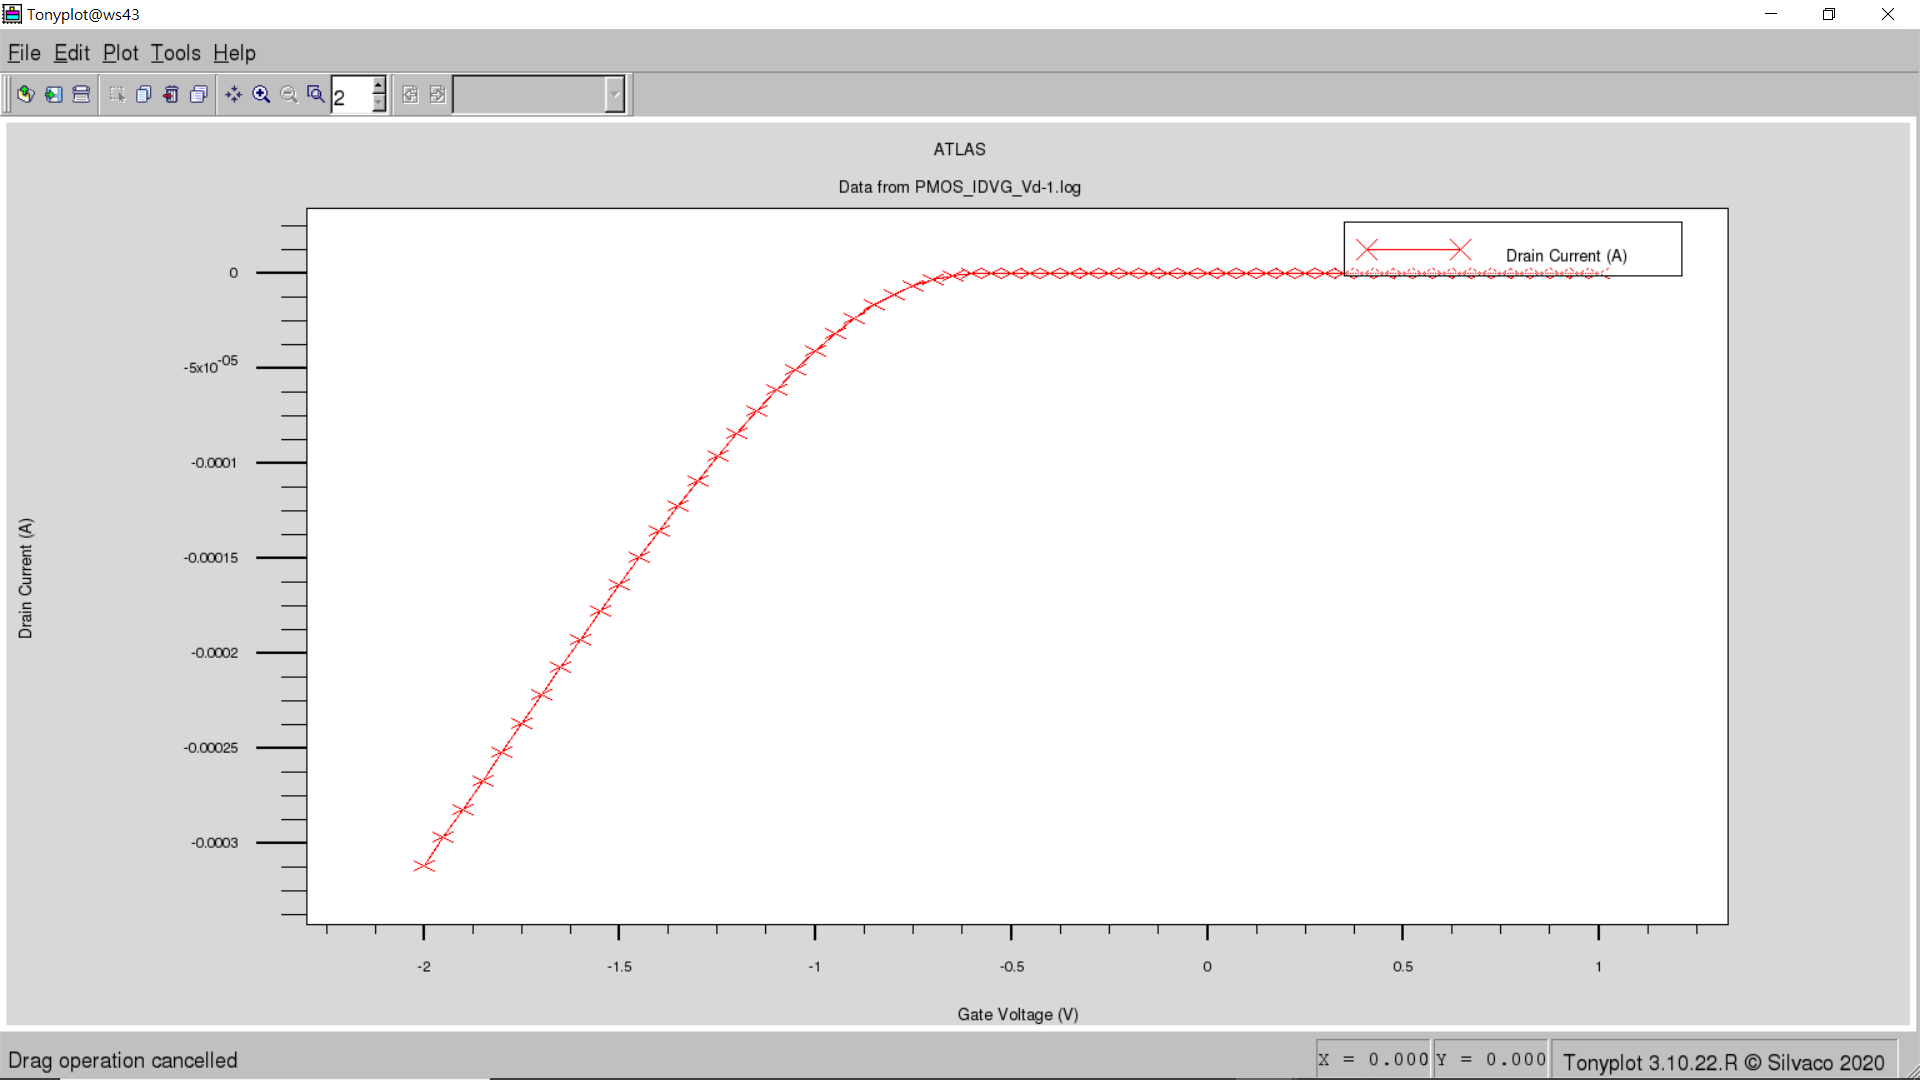 Tonyplot@ws43
File Edit Plot Tools Help
2
ATLAS
Data from PMOS_IDVG_Vd-1.log
Drain Current (A)
0
-5x10^-05
-0.0001
-0.00015
-0.0002
-0.00025
-0.0003
Drain Current (A)
-2 -1.5 -1 -0.5 0 0.5 1
Gate Voltage (V)
Drag operation cancelled X = 0.000 Y = 0.000 Tonyplot 3.10.22.R © Silvaco 2020